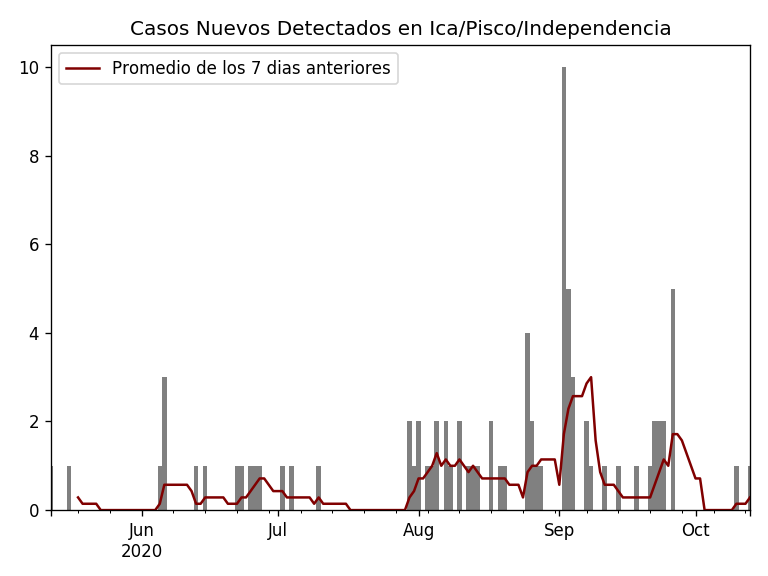 Casos Nuevos Detectados en Ica/Pisco/Independencia
Promedio de los 7 dias anteriores
10
8
6
4
2
0
Jun
2020
Jul
Aug
Sep
Oct